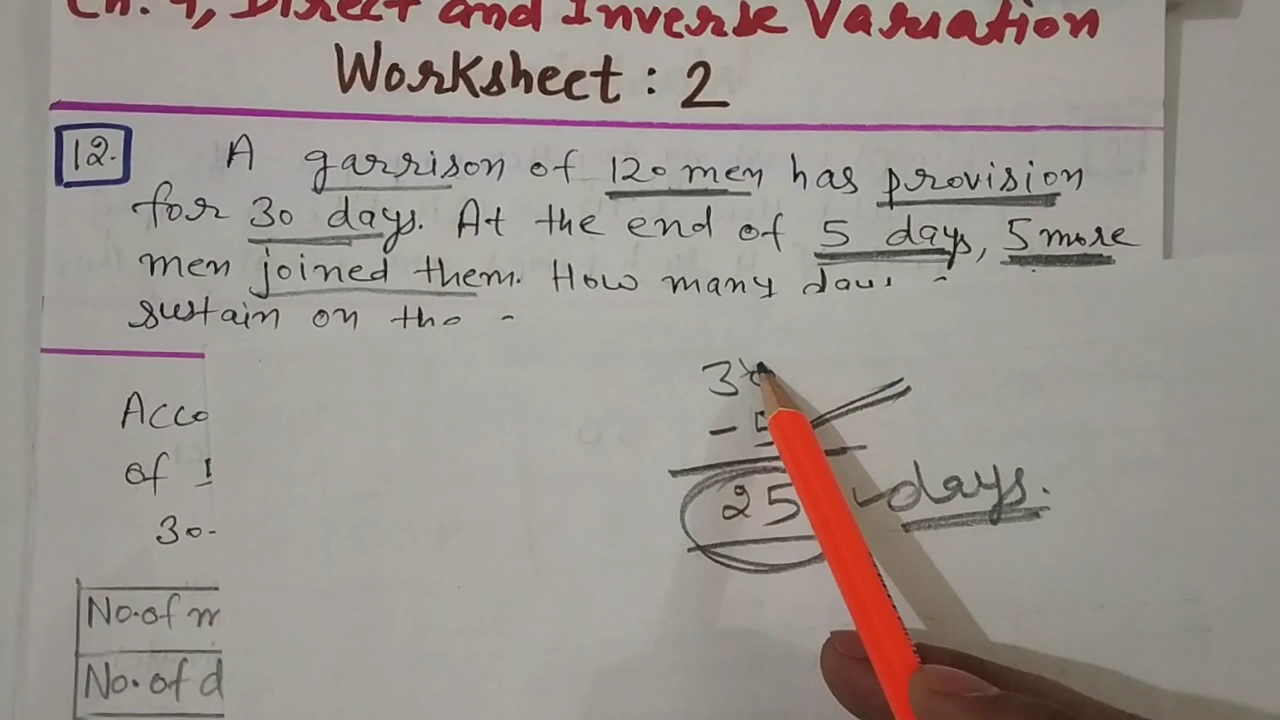 Ch. 4, Direct and Inverse Variation
Worksheet : 2
12. A garrison of 120 men has provision
for 30 days. At the end of 5 days, 5 more
men joined them. How many
sustain on the
30
- 5
25 days.
Acco
of
30-
No. of m
No. of d